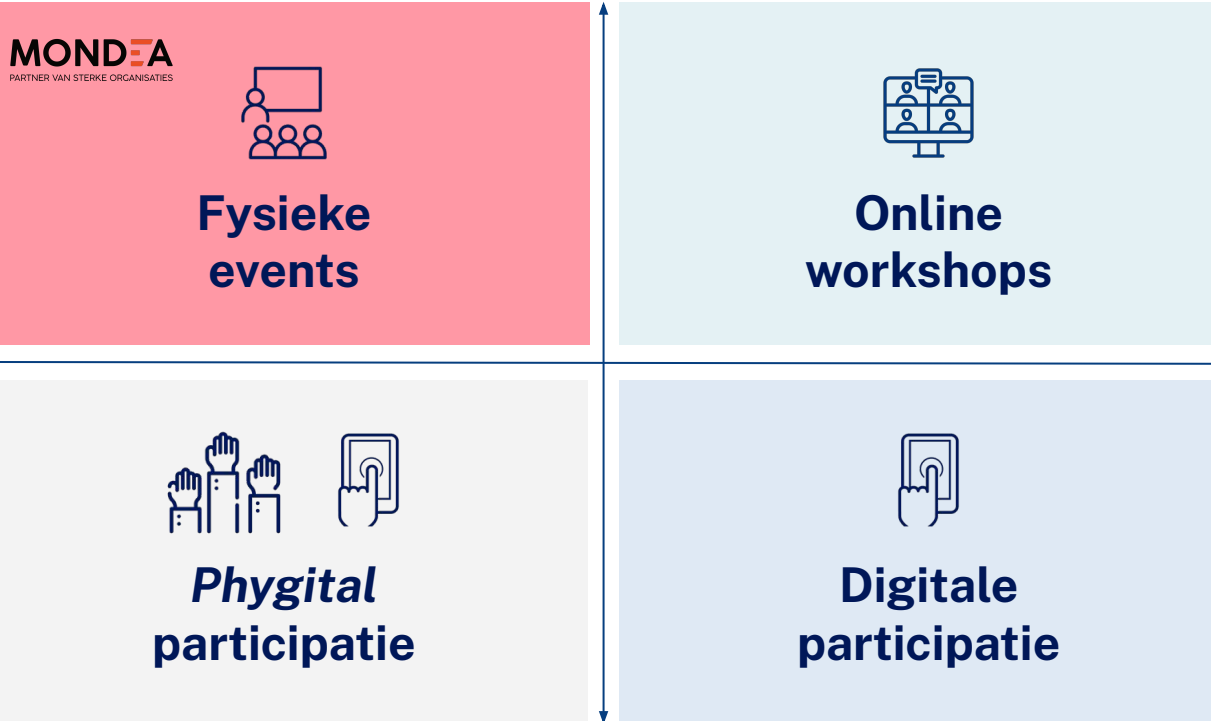 MONDEA
PARTNER VAN STERKE ORGANISATIES
Fysieke
events
Online
workshops
Phygital
participatie
Digitale
participatie